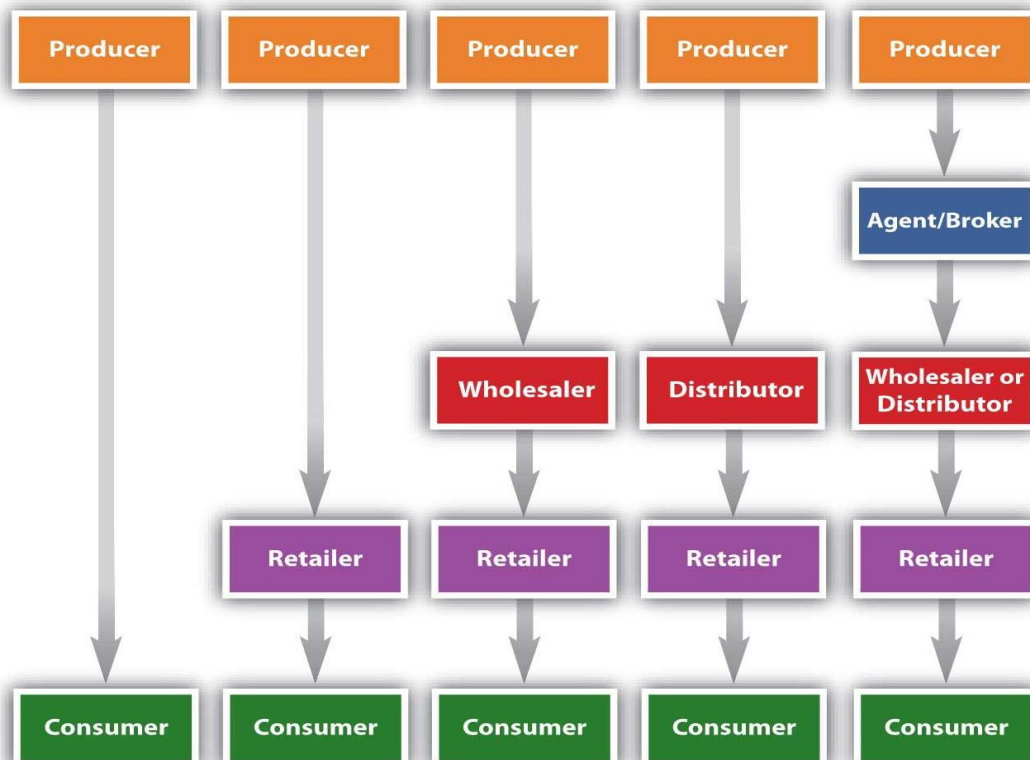 Producer
Producer
Producer
Producer
Producer
Agent/Broker
Wholesaler
Distributor
Wholesaler or
Distributor
Retailer
Retailer
Retailer
Retailer
Consumer
Consumer
Consumer
Consumer
Consumer